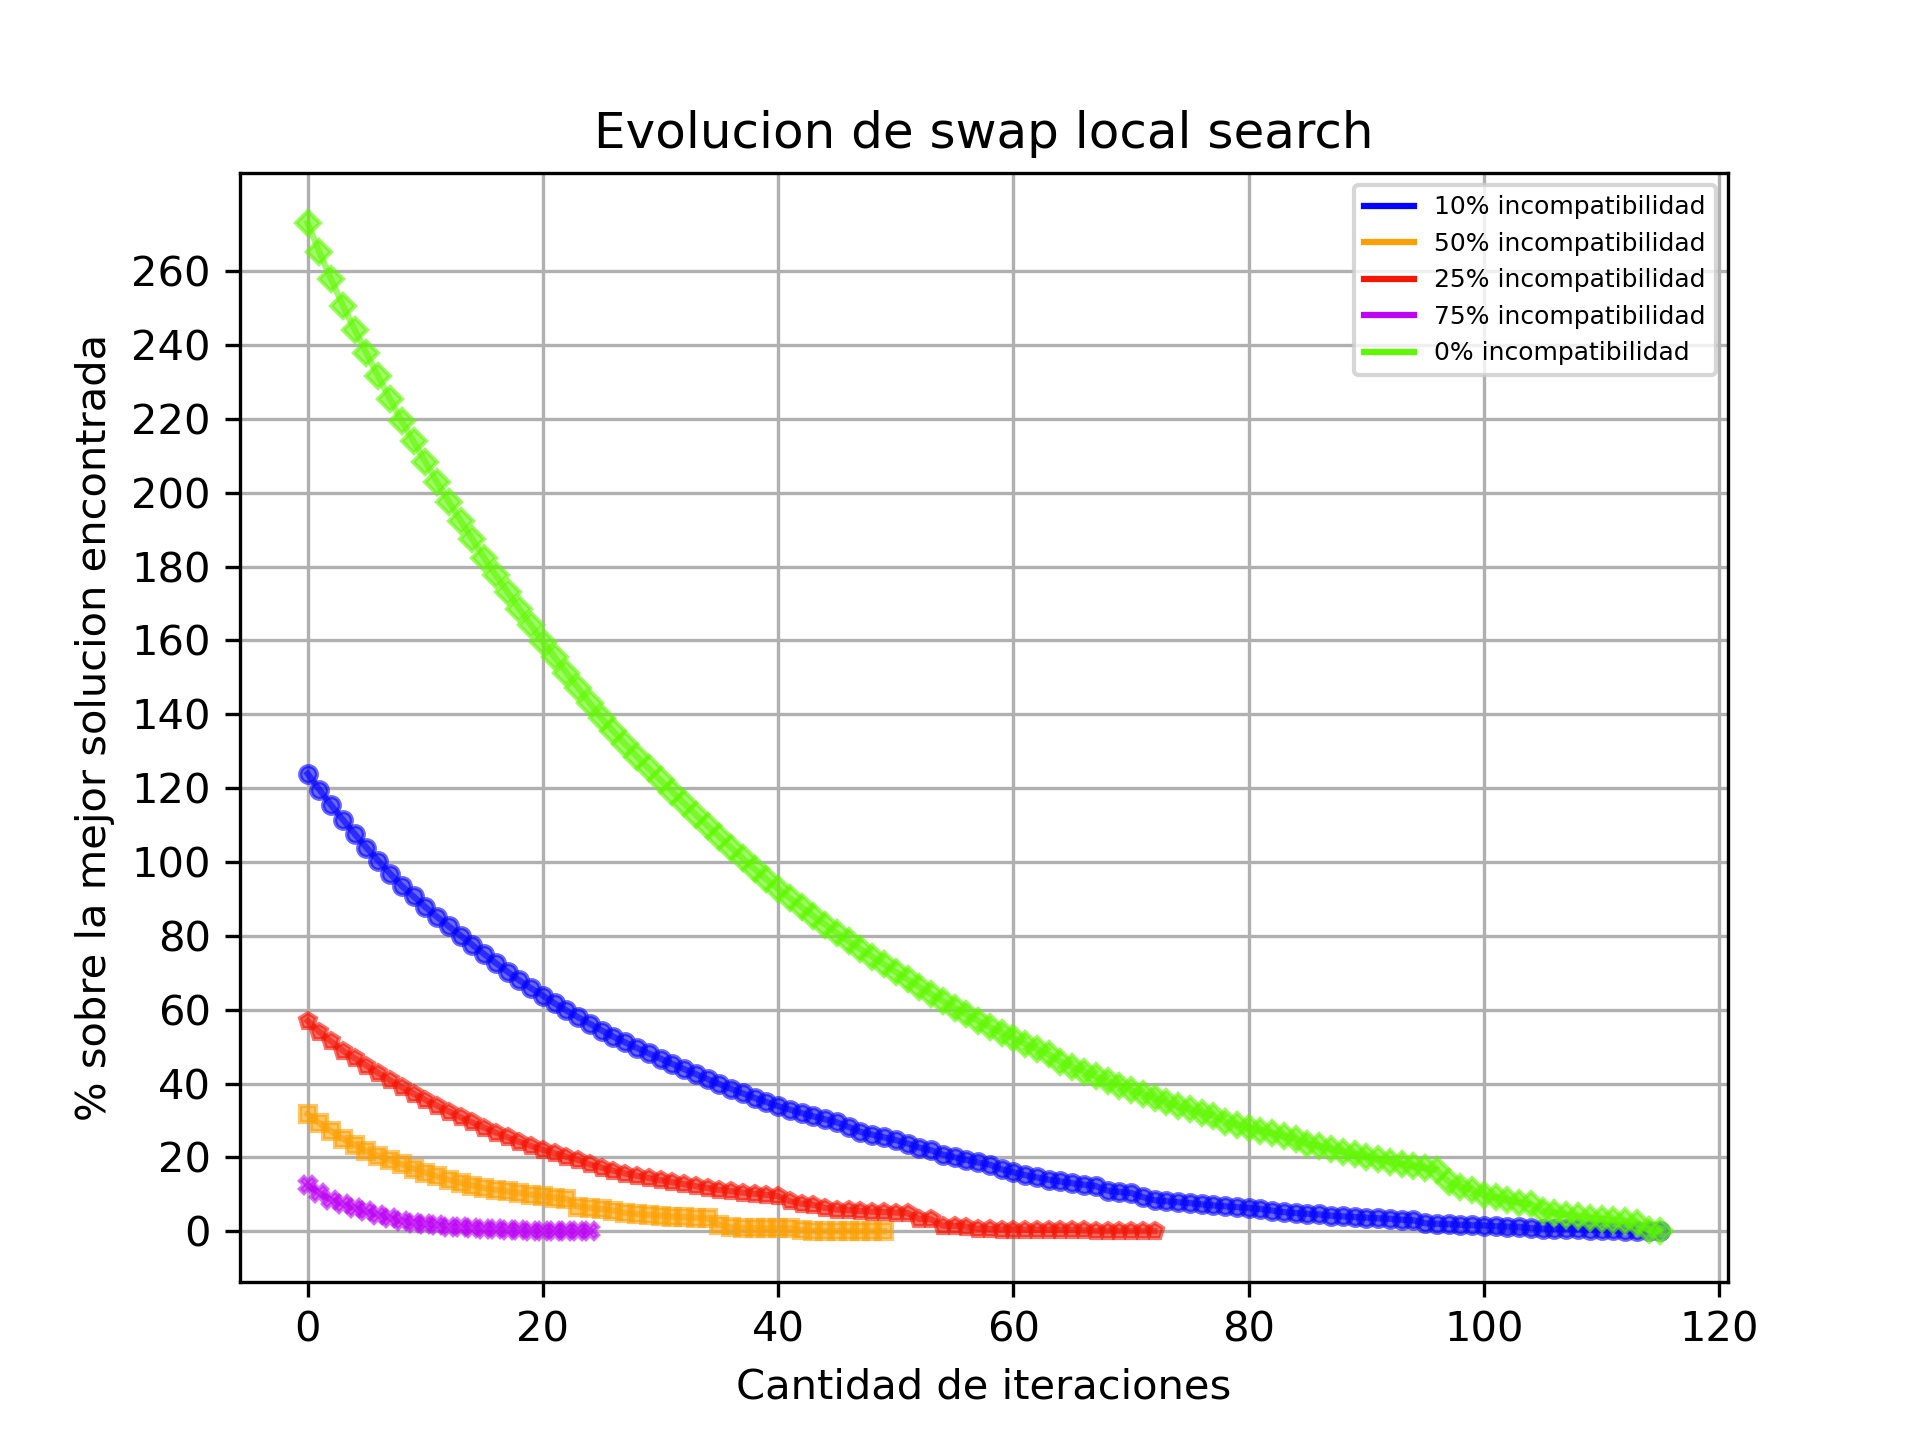 Evolucion de swap local search
10% incompatibilidad
50% incompatibilidad
25% incompatibilidad
75% incompatibilidad
0% incompatibilidad
% sobre la mejor solucion encontrada
260
240
220
200
180
160
140
120
100
80
60
40
20
0
0 20 40 60 80 100 120
Cantidad de iteraciones